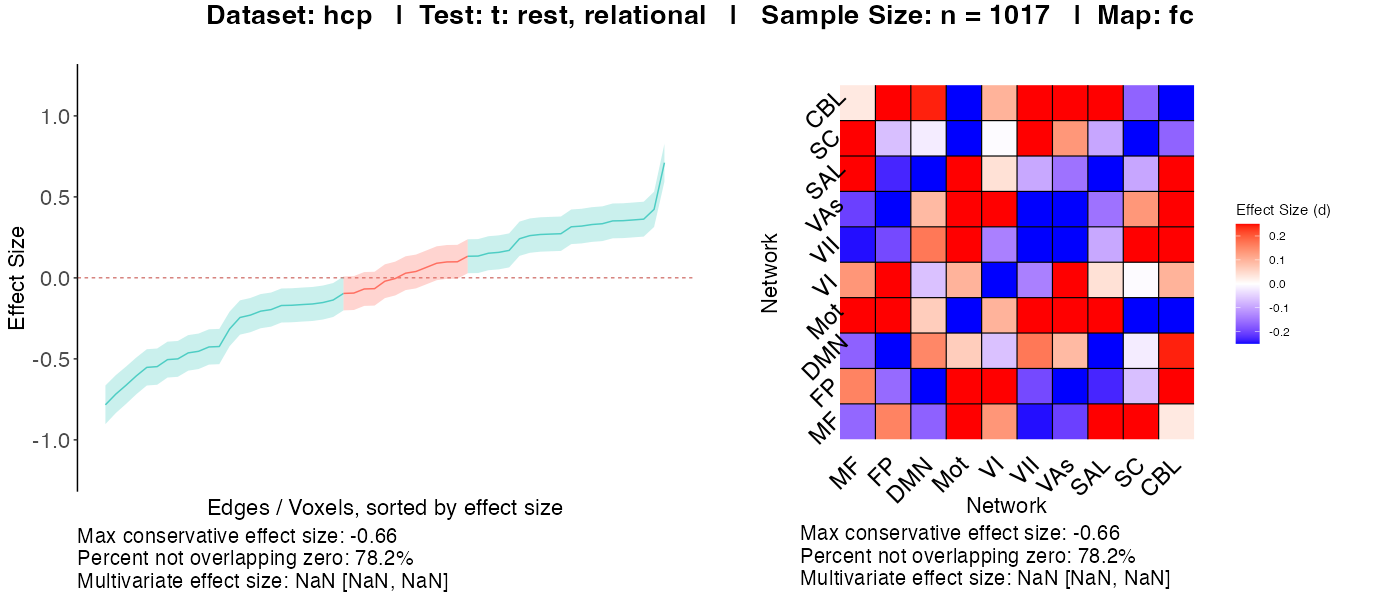 Dataset: hcp | Test: t: rest, relational | Sample Size: n = 1017 | Map: fc
Effect Size
1.0
0.5
0.0
-0.5
-1.0
Edges / Voxels, sorted by effect size
Max conservative effect size: -0.66
Percent not overlapping zero: 78.2%
Multivariate effect size: NaN [NaN, NaN]
Network
CBL
SC
SAL
VAs
VII
VI
Mot
DMN
FP
MF
MF
FP
DMN
Mot
VI
VII
VAs
SAL
SC
CBL
Network
Effect Size (d)
0.2
0.1
0.0
-0.1
-0.2
Max conservative effect size: -0.66
Percent not overlapping zero: 78.2%
Multivariate effect size: NaN [NaN, NaN]